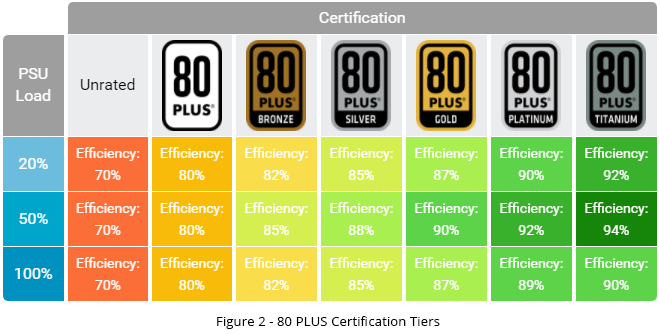 Certification
PSU Load
Unrated
80 PLUS®
80 PLUS® BRONZE
80 PLUS® SILVER
80 PLUS® GOLD
80 PLUS® PLATINUM
80 PLUS® TITANIUM
20%
Efficiency: 70%
Efficiency: 80%
Efficiency: 82%
Efficiency: 85%
Efficiency: 87%
Efficiency: 90%
Efficiency: 92%
50%
Efficiency: 70%
Efficiency: 80%
Efficiency: 85%
Efficiency: 88%
Efficiency: 90%
Efficiency: 92%
Efficiency: 94%
100%
Efficiency: 70%
Efficiency: 80%
Efficiency: 82%
Efficiency: 85%
Efficiency: 87%
Efficiency: 89%
Efficiency: 90%
Figure 2 - 80 PLUS Certification Tiers